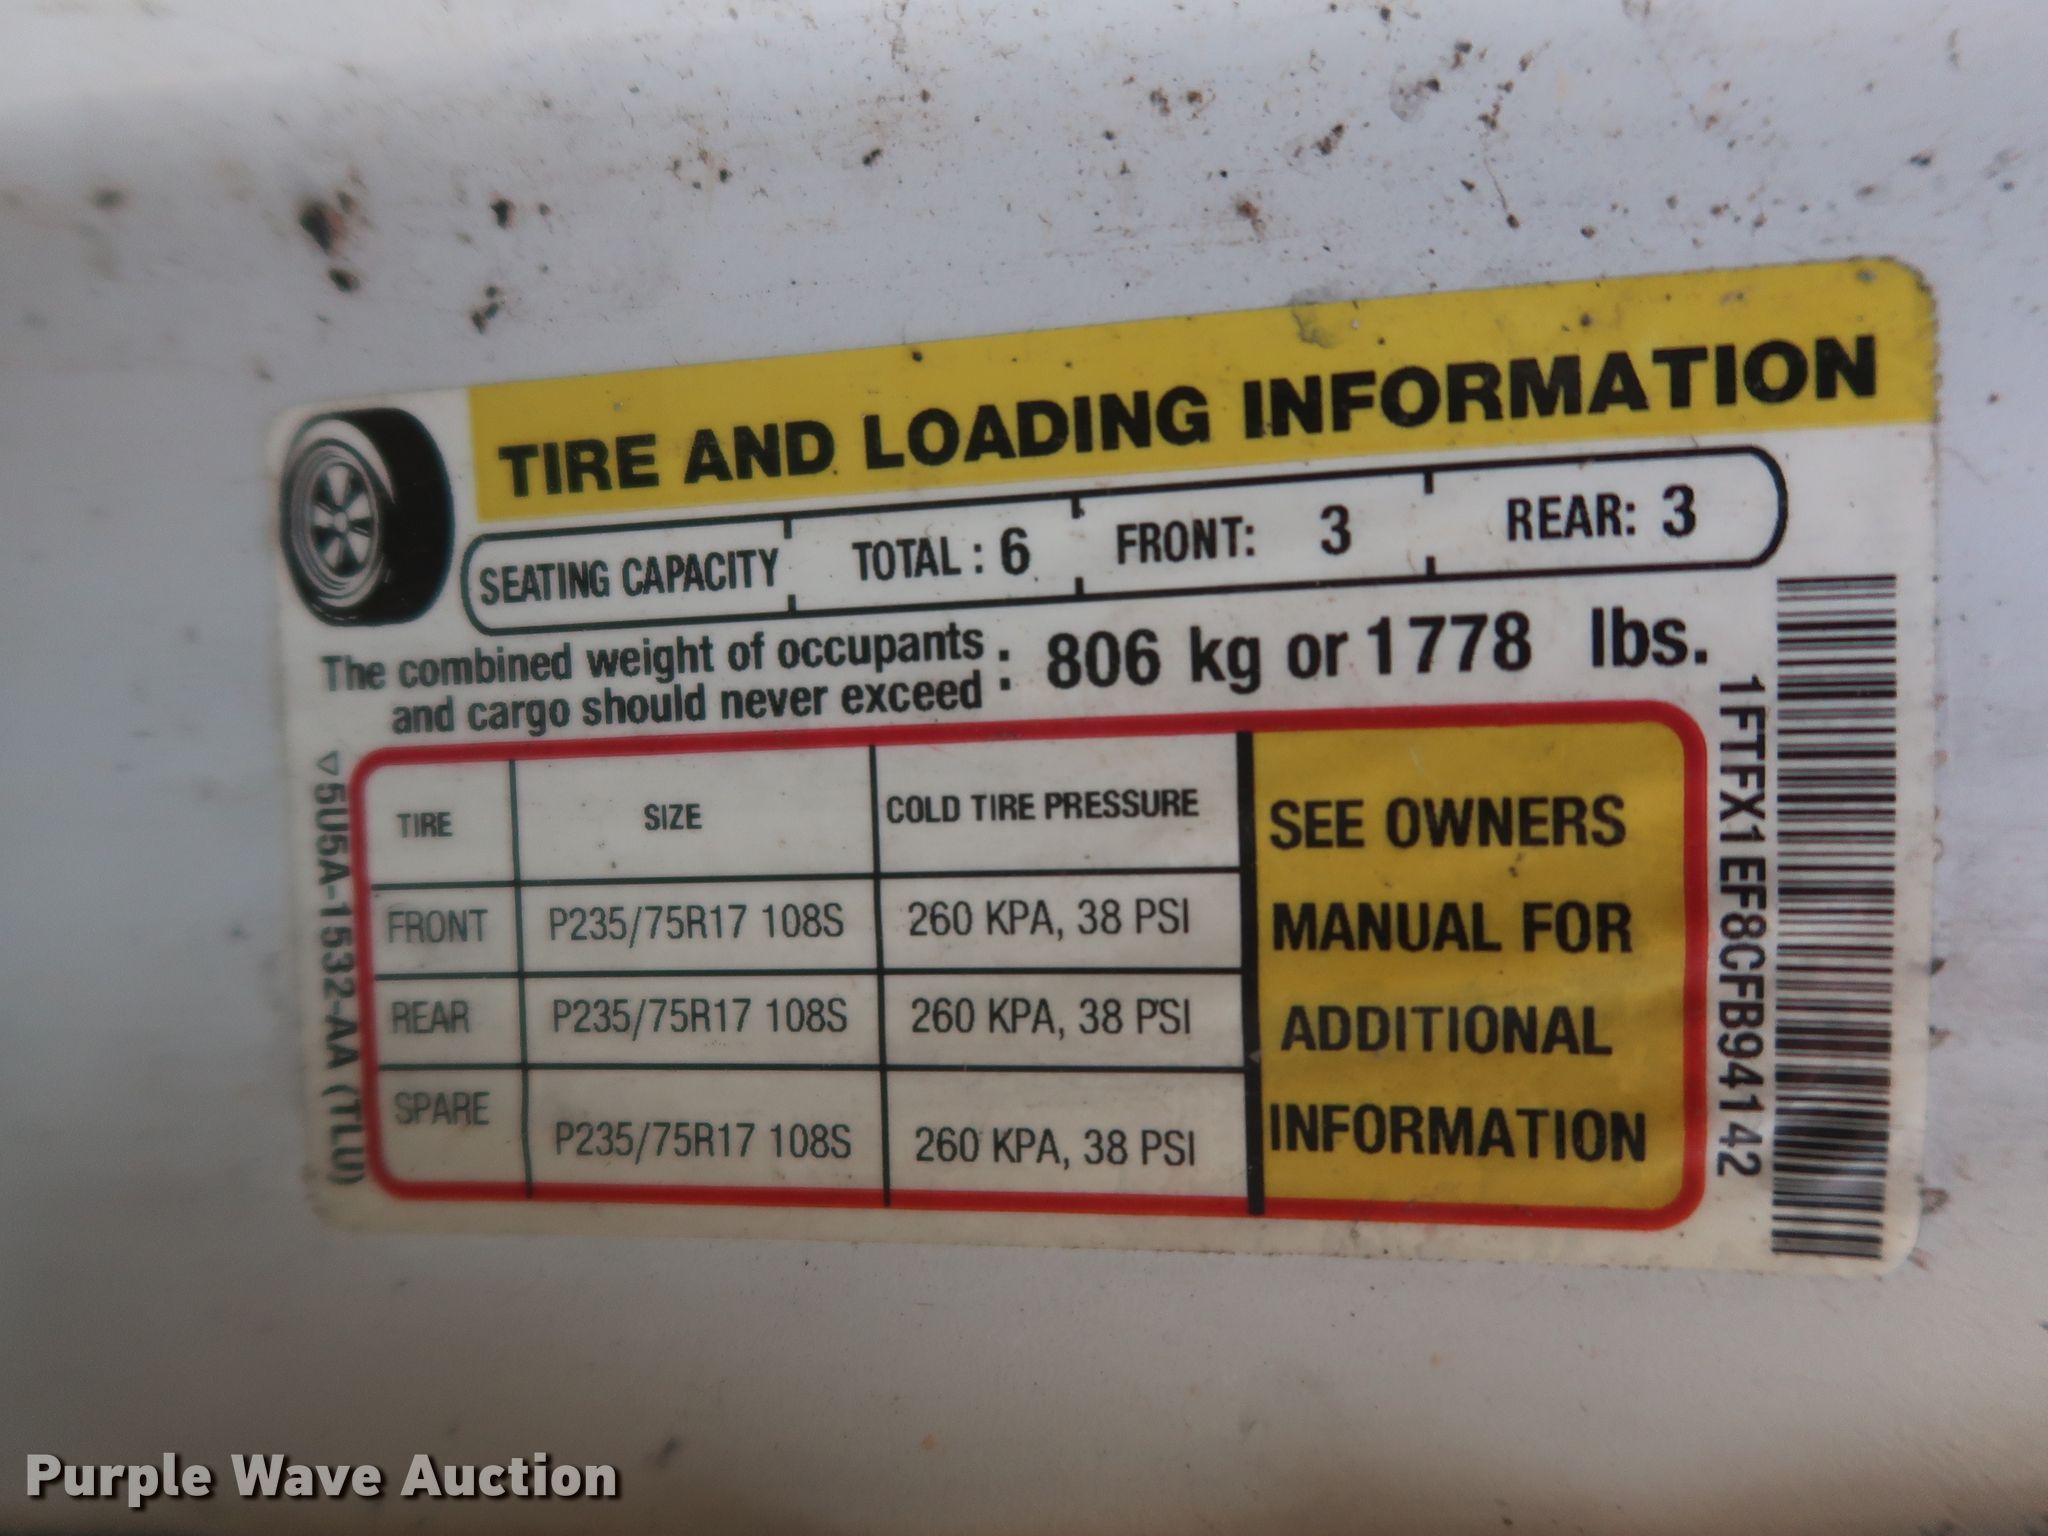 TIRE AND LOADING INFORMATION
SEATING CAPACITY TOTAL : 6 FRONT: 3 REAR: 3
The combined weight of occupants
and cargo should never exceed : 806 kg or 1778 lbs.
TIRE SIZE COLD TIRE PRESSURE
FRONT P235/75R17 108S 260 KPA, 38 PSI
REAR P235/75R17 108S 260 KPA, 38 PSI
SPARE P235/75R17 108S 260 KPA, 38 PSI
SEE OWNERS
MANUAL FOR
ADDITIONAL
INFORMATION
▽5U5A-1532-AA (TLU)
1FTFX1EF8CFB94142
Purple Wave Auction